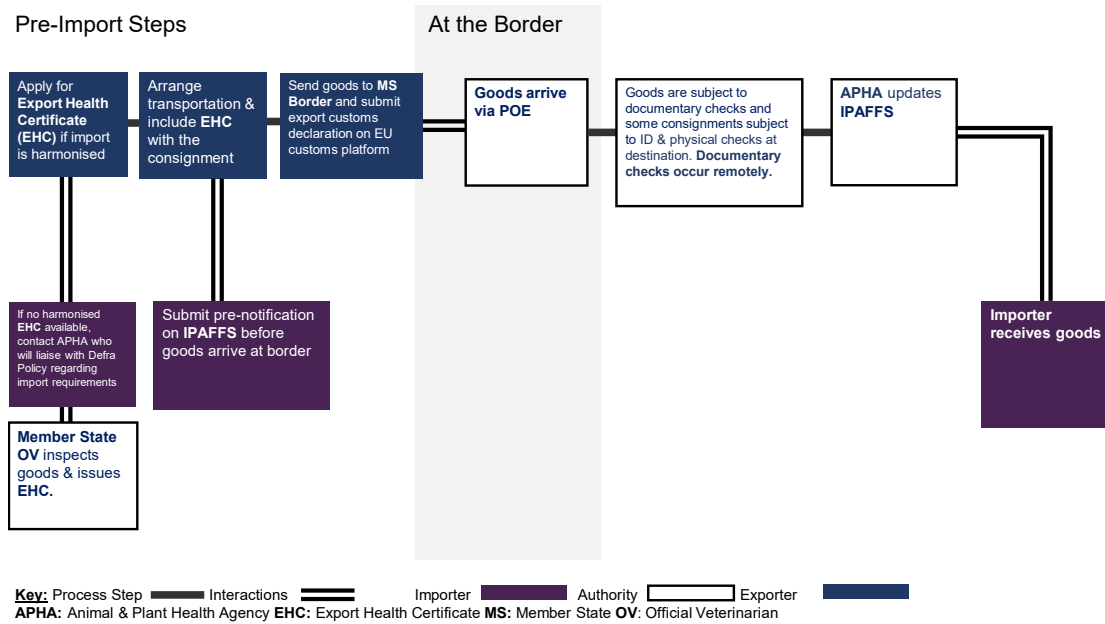 Pre-Import Steps
At the Border
Apply for
Export Health
Certificate
(EHC) if import
is harmonised
Arrange
transportation &
include EHC
with the
consignment
Send goods to MS
Border and submit
export customs
declaration on EU
customs platform
Goods arrive
via POE
Goods are subject to
documentary checks and
some consignments subject
to ID & physical checks at
destination. Documentary
checks occur remotely.
APHA updates
IPAFFS
If no harmonised
EHC available,
contact APHA who
will liaise with Defra
Policy regarding
import requirements
Submit pre-notification
on IPAFFS before
goods arrive at border
Importer
receives goods
Member State
OV inspects
goods & issues
EHC.
Key: Process Step Interactions Importer Authority Exporter
APHA: Animal & Plant Health Agency EHC: Export Health Certificate MS: Member State OV: Official Veterinarian